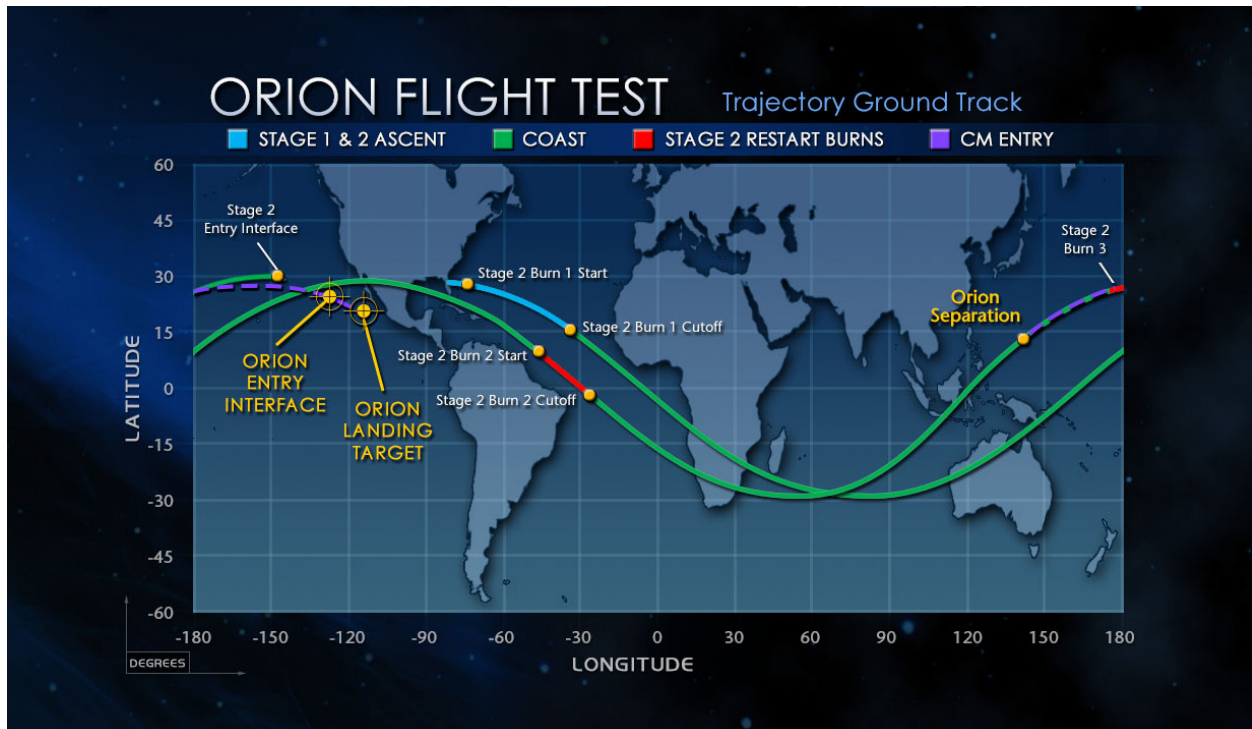 ORION FLIGHT TEST
Trajectory Ground Track
STAGE 1 & 2 ASCENT
COAST
STAGE 2 RESTART BURNS
CM ENTRY
60
45
30
15
0
-15
-30
-45
-60
LATITUDE
Stage 2
Entry Interface
Stage 2 Burn 1 Start
Stage 2 Burn 1 Cutoff
Stage 2 Burn 2 Start
Stage 2 Burn 2 Cutoff
ORION
ENTRY
INTERFACE
ORION
LANDING
TARGET
Orion
Separation
Stage 2
Burn 3
-180 -150 -120 -90 -60 -30 0 30 60 90 120 150 180
LONGITUDE
DEGREES